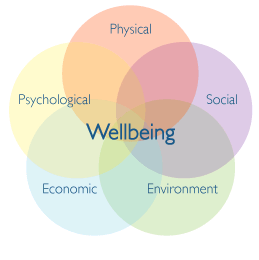 Physical
Psychological
Social
Wellbeing
Economic
Environment